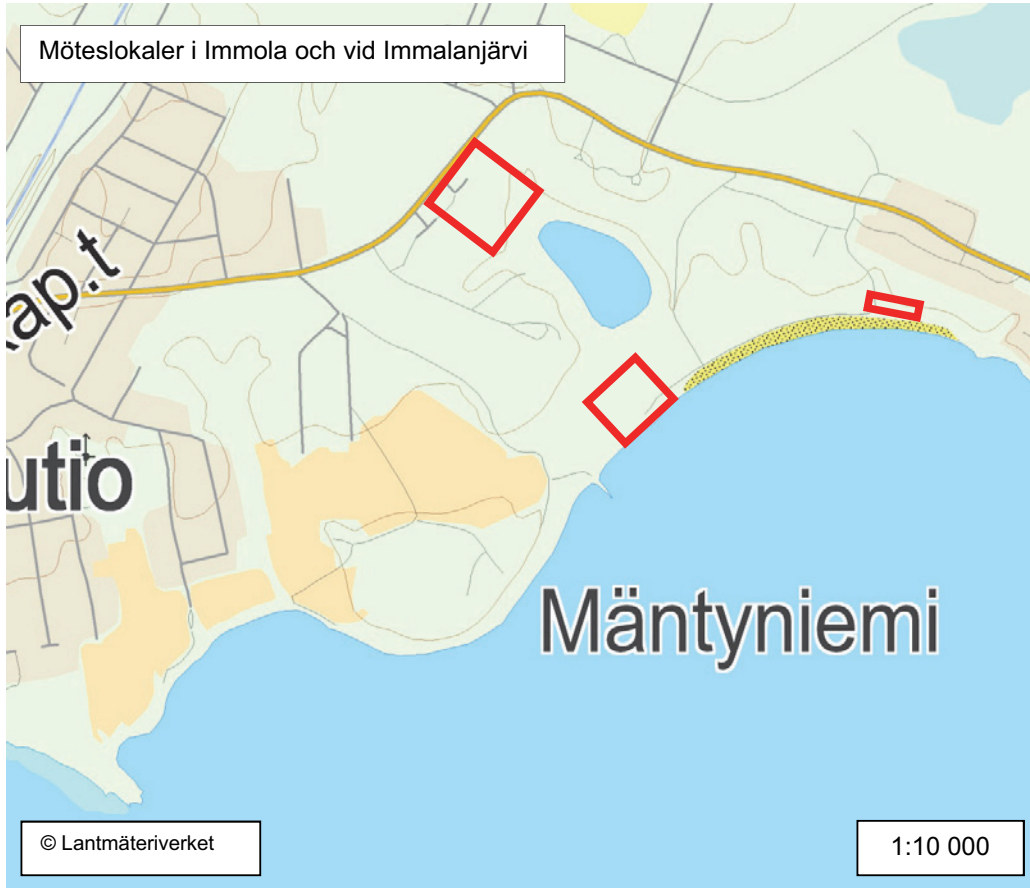 Möteslokaler i Immola och vid Immalanjärvi
kap.t
utio
Mäntyniemi
© Lantmäteriverket
1:10 000